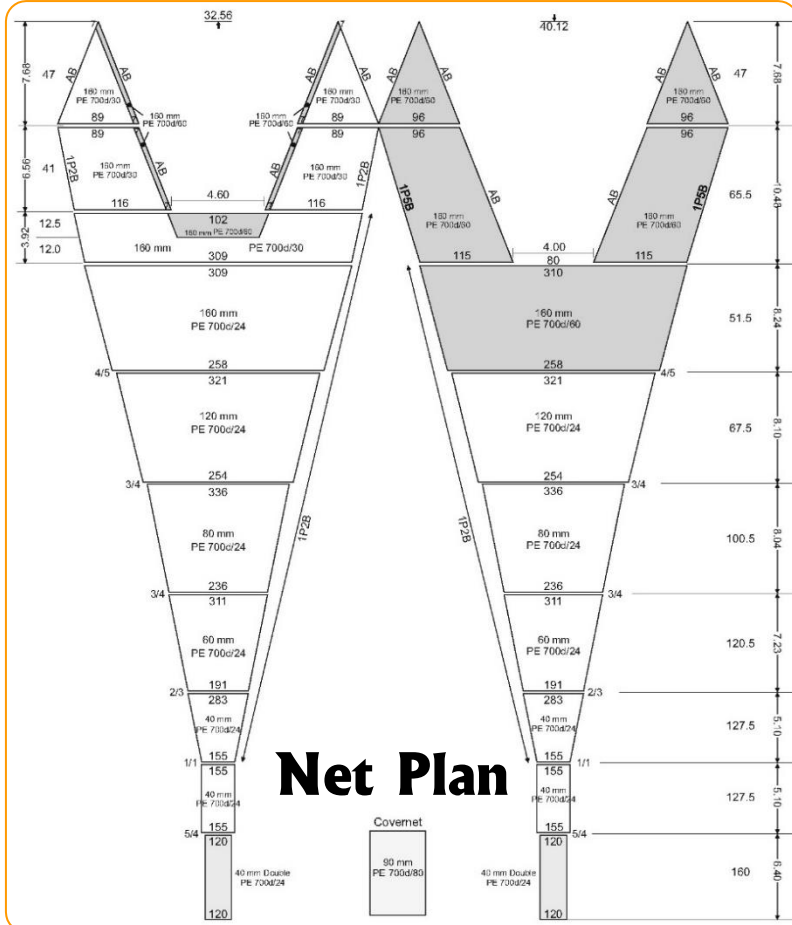 32.56
40.12
7.68
47
AB
AB
160 mm
PE 700d/30
89
160 mm
PE 700d/60
160 mm
PE 700d/60
AB
AB
160 mm
PE 700d/30
89
AB
AB
160 mm
PE 700d/60
96
AB
AB
160 mm
PE 700d/60
96
47
7.68
6.56
41
1P2B
89
160 mm
PE 700d/30
AB
116
4.60
AB
89
160 mm
PE 700d/30
1P2B
116
96
1P5B
AB
160 mm
PE 700d/60
115
4.00
80
96
AB
1P5B
160 mm
PE 700d/60
115
65.5
10.48
3.92
12.5
12.0
102
160 mm PE 700d/60
160 mm
PE 700d/30
309
309
160 mm
PE 700d/24
258
310
160 mm
PE 700d/60
258
51.5
8.24
4/5
321
120 mm
PE 700d/24
254
4/5
321
120 mm
PE 700d/24
254
67.5
8.10
3/4
336
80 mm
PE 700d/24
236
1P2B
1P2B
3/4
336
80 mm
PE 700d/24
236
100.5
8.04
3/4
311
60 mm
PE 700d/24
191
3/4
311
60 mm
PE 700d/24
191
120.5
7.23
2/3
283
40 mm
PE 700d/24
155
2/3
283
40 mm
PE 700d/24
155
127.5
5.10
1/1
155
40 mm
PE 700d/24
155
Net Plan
1/1
155
40 mm
PE 700d/24
155
127.5
5.10
5/4
120
40 mm Double
PE 700d/24
120
Covernet
90 mm
PE 700d/80
5/4
120
40 mm Double
PE 700d/24
120
160
6.40